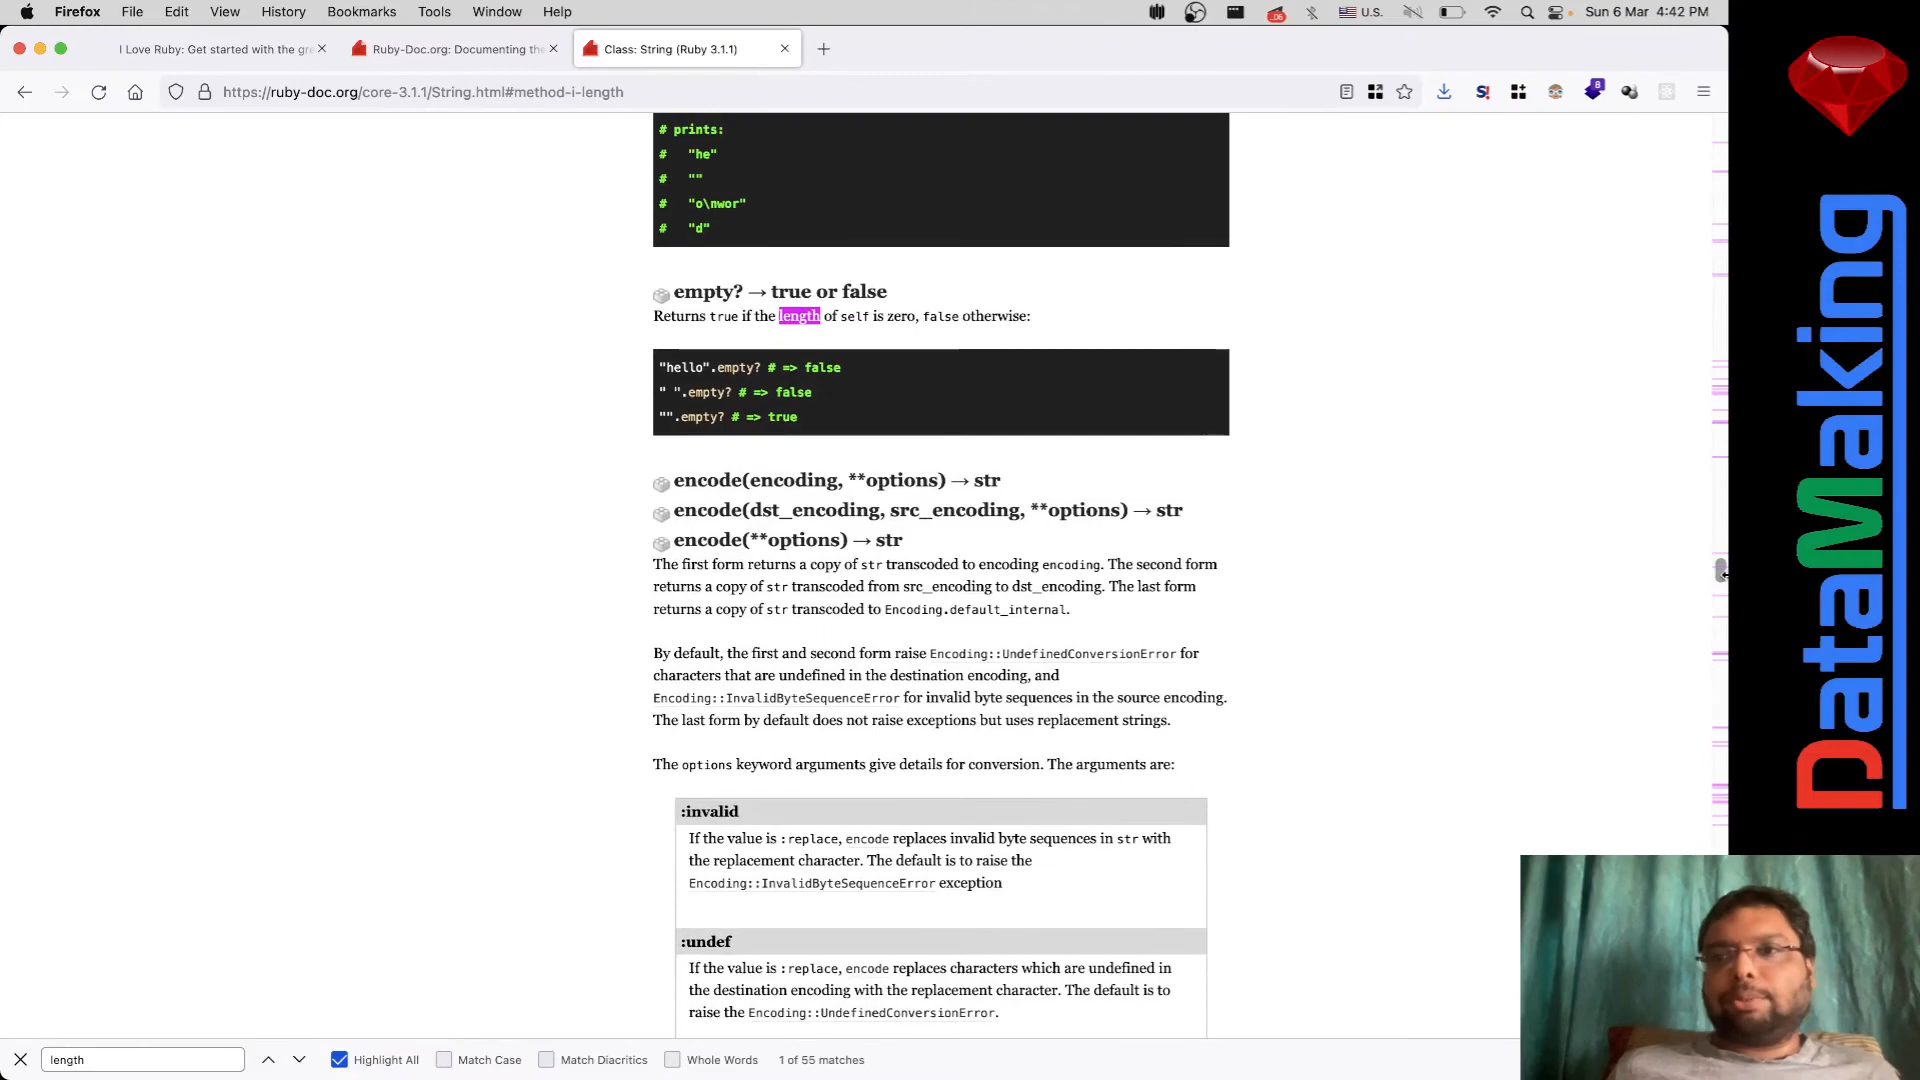 Firefox File Edit View History Bookmarks Tools Window Help U.S. Sun 6 Mar 4:42 PM
I Love Ruby: Get started with the gre
Ruby-Doc.org: Documenting the
Class: String (Ruby 3.1.1)
https://ruby-doc.org/core-3.1.1/String.html#method-i-length
# prints:
# "he"
# ""
# "o\nwor"
# "d"
empty? → true or false
Returns true if the length of self is zero, false otherwise:
"hello".empty? # => false
" ".empty? # => false
"".empty? # => true
encode(encoding, **options) → str
encode(dst_encoding, src_encoding, **options) → str
encode(**options) → str
The first form returns a copy of str transcoded to encoding encoding. The second form
returns a copy of str transcoded from src_encoding to dst_encoding. The last form
returns a copy of str transcoded to Encoding.default_internal.
By default, the first and second form raise Encoding::UndefinedConversionError for
characters that are undefined in the destination encoding, and
Encoding::InvalidByteSequenceError for invalid byte sequences in the source encoding.
The last form by default does not raise exceptions but uses replacement strings.
The options keyword arguments give details for conversion. The arguments are:
:invalid
If the value is :replace, encode replaces invalid byte sequences in str with
the replacement character. The default is to raise the
Encoding::InvalidByteSequenceError exception
:undef
If the value is :replace, encode replaces characters which are undefined in
the destination encoding with the replacement character. The default is to
raise the Encoding::UndefinedConversionError.
length Highlight All Match Case Match Diacritics Whole Words 1 of 55 matches
DataMaking